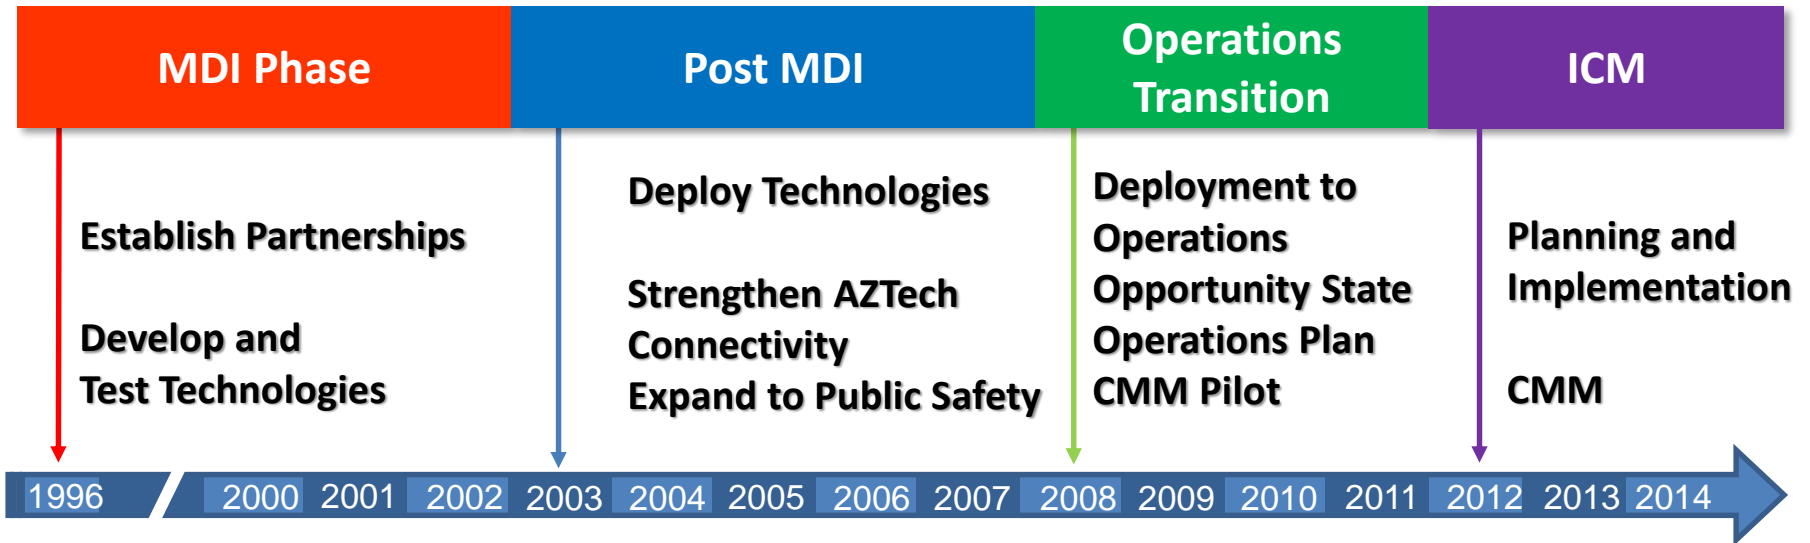 MDI Phase
Post MDI
Operations
Transition
ICM
Establish Partnerships
Develop and
Test Technologies
Deploy Technologies
Strengthen AZTech
Connectivity
Expand to Public Safety
Deployment to
Operations
Opportunity State
Operations Plan
CMM Pilot
Planning and
Implementation
CMM
1996 2000 2001 2002 2003 2004 2005 2006 2007 2008 2009 2010 2011 2012 2013 2014